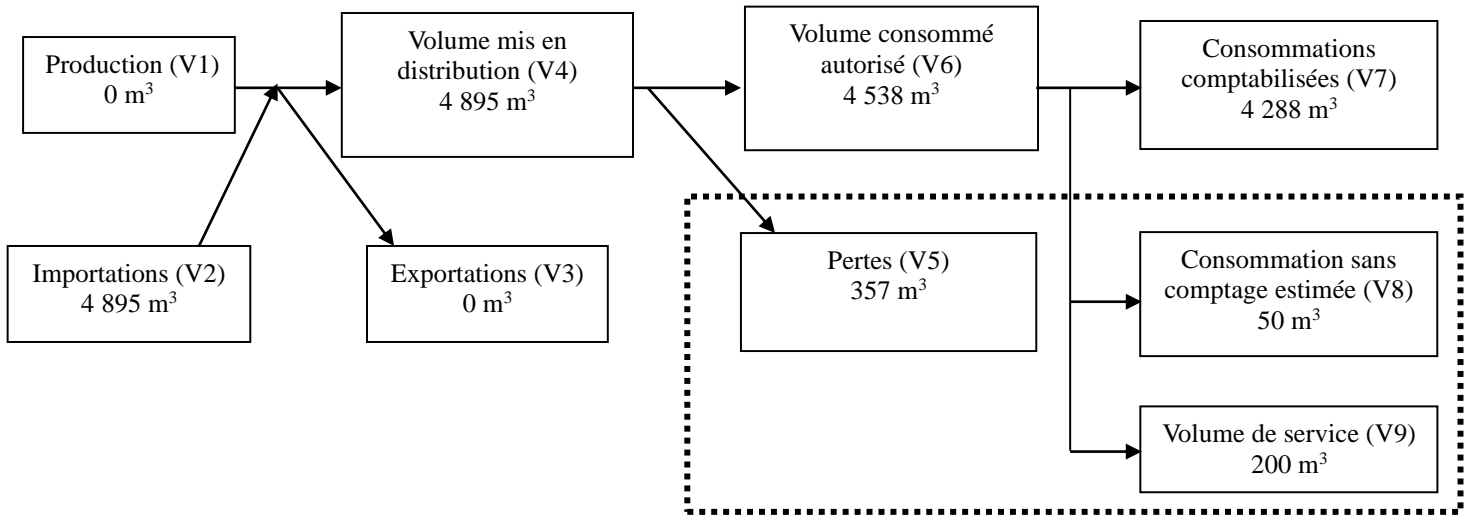 Production (V1)
0 m³
Volume mis en
distribution (V4)
4 895 m³
Volume consommé
autorisé (V6)
4 538 m³
Consommations
comptabilisées (V7)
4 288 m³
Importations (V2)
4 895 m³
Exportations (V3)
0 m³
Pertes (V5)
357 m³
Consommation sans
comptage estimée (V8)
50 m³
Volume de service (V9)
200 m³